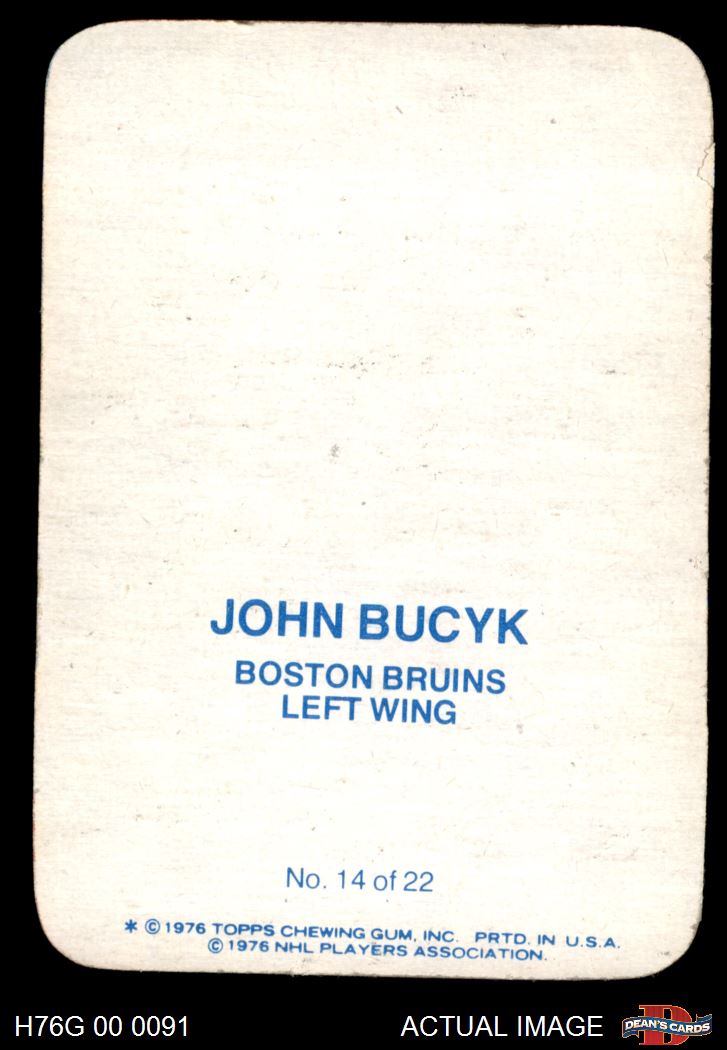 JOHN BUCYK
BOSTON BRUINS
LEFT WING
No. 14 of 22
* ©1976 TOPPS CHEWING GUM, INC. PRTD. IN U.S.A.
©1976 NHL PLAYERS ASSOCIATION.
H76G 00 0091
ACTUAL IMAGE
D
DEAN'S CARDS